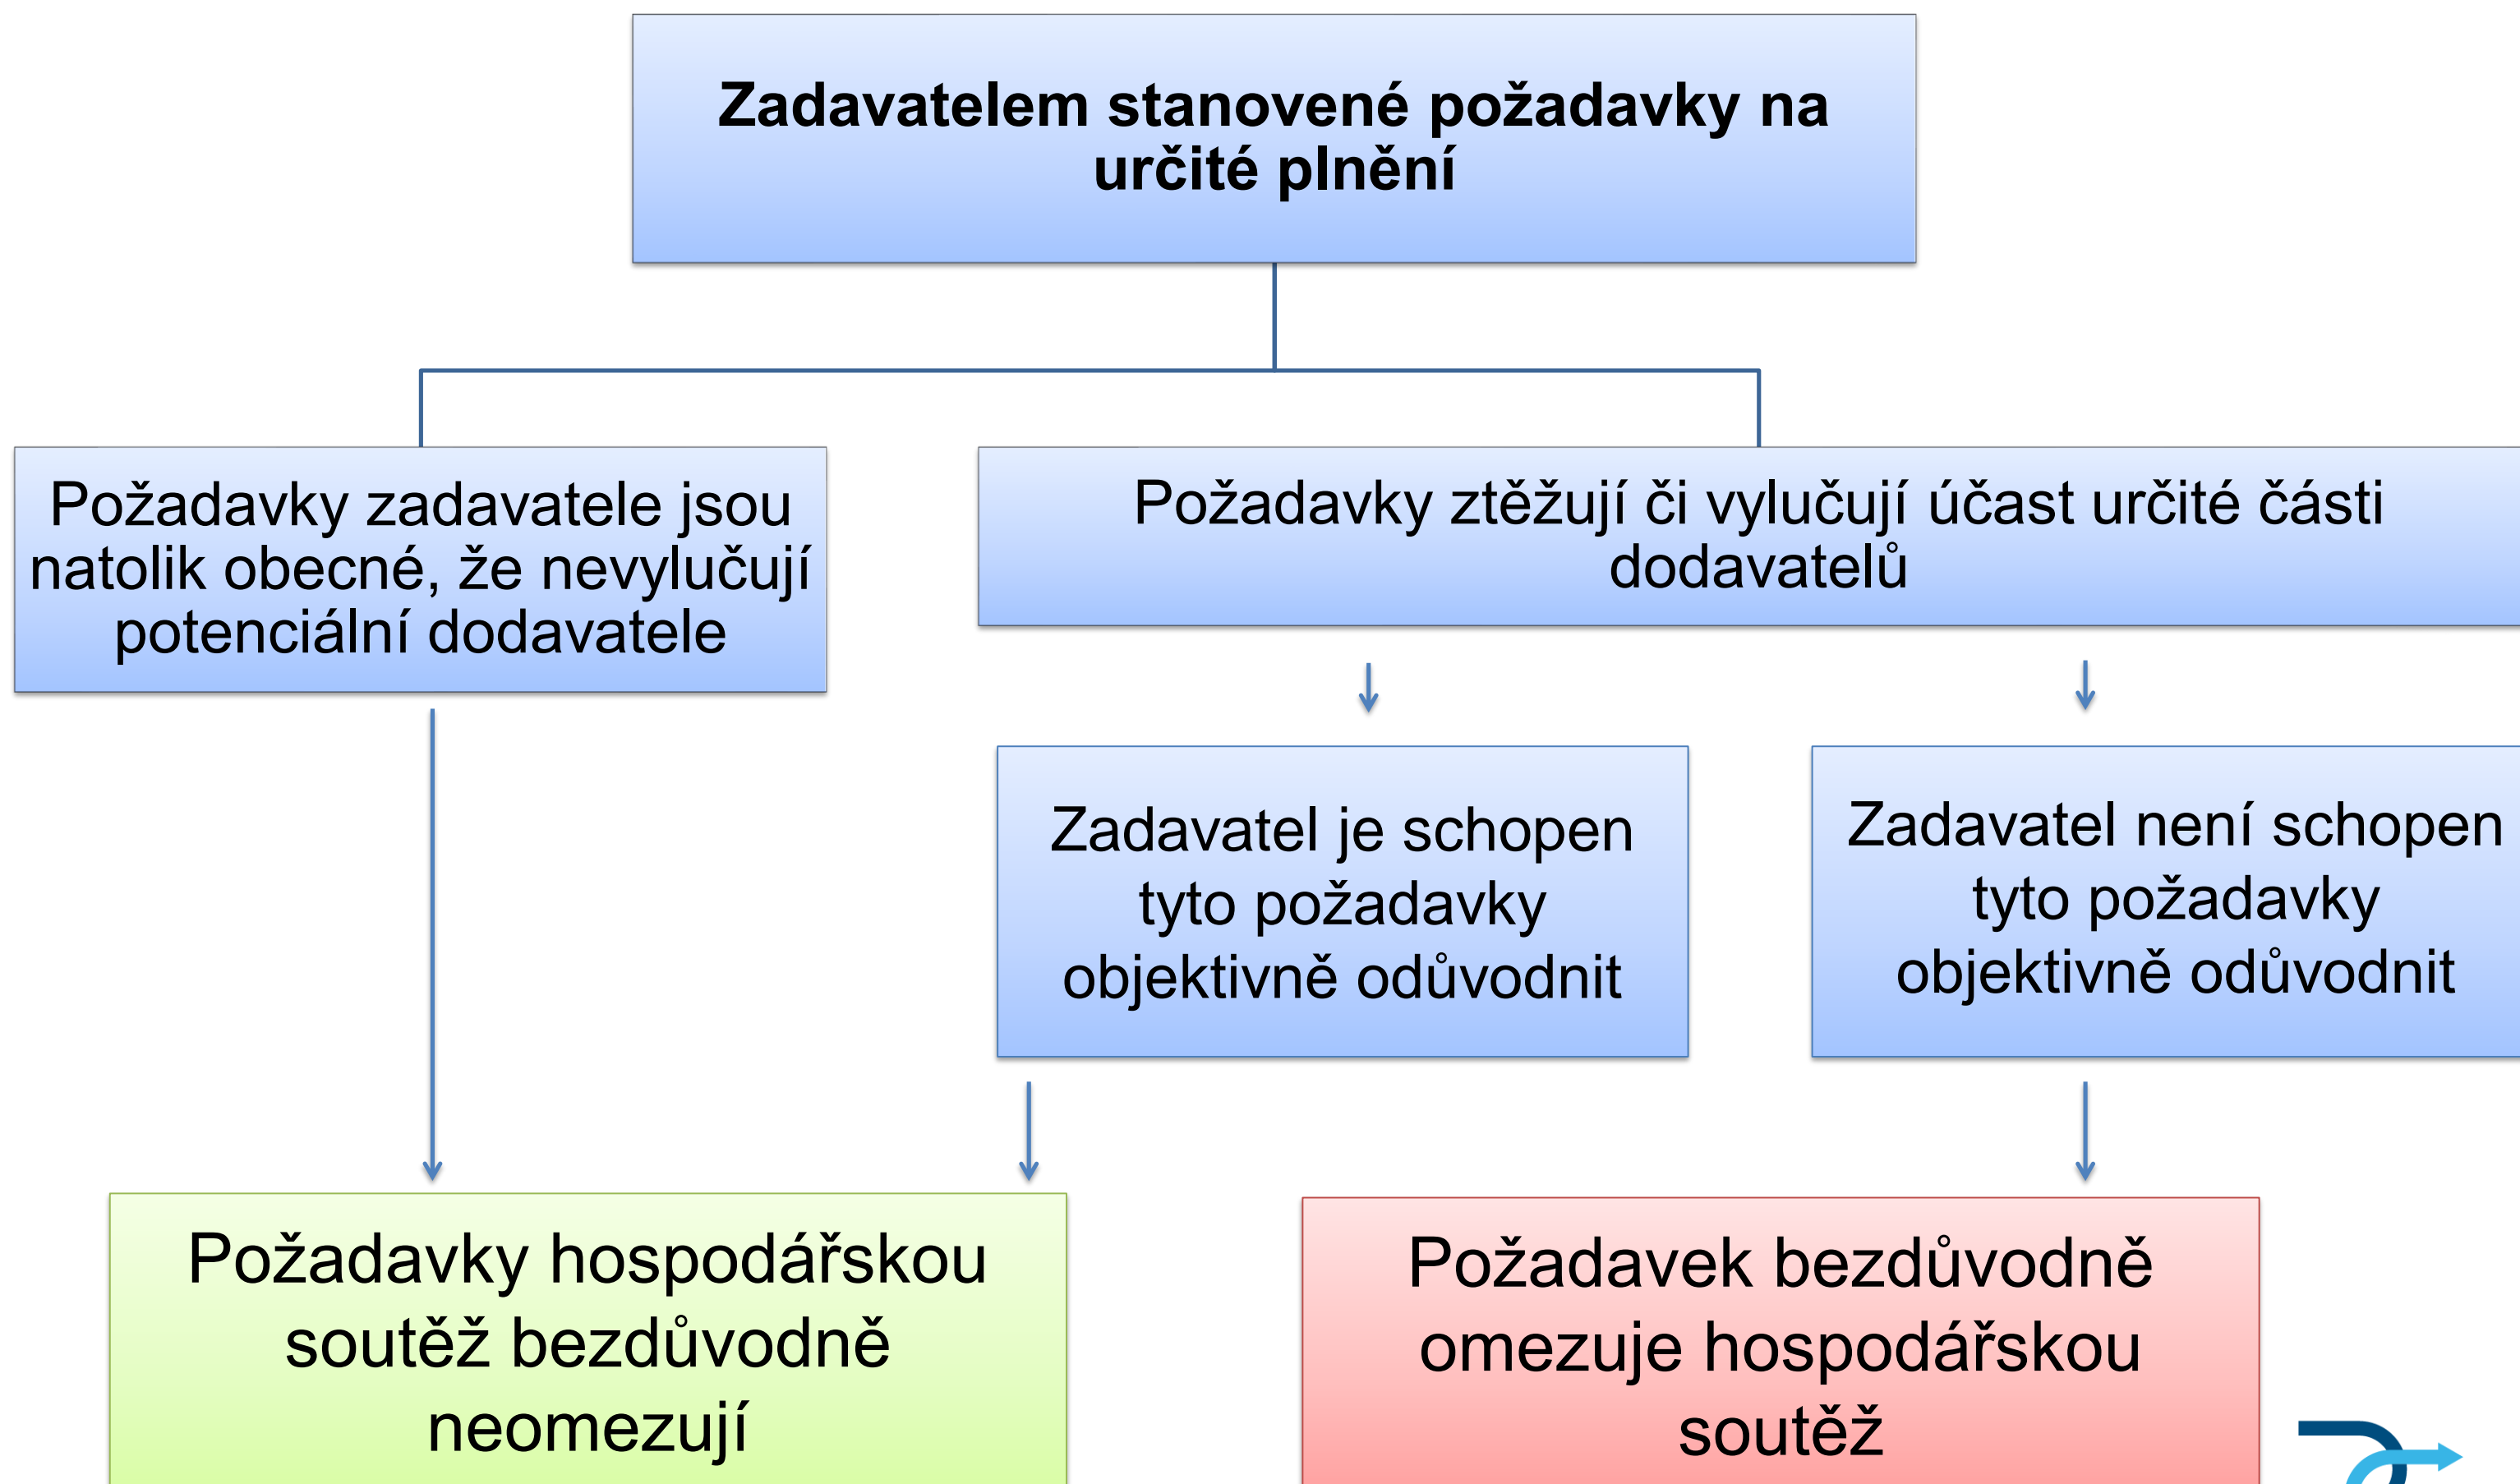 Zadavatelem stanovené požadavky na
určité plnění
Požadavky zadavatele jsou
natolik obecné, že nevylučují
potenciální dodavatele
Požadavky ztěžují či vylučují účast určité části
dodavatelů
Zadavatel je schopen
tyto požadavky
objektivně odůvodnit
Zadavatel není schopen
tyto požadavky
objektivně odůvodnit
Požadavky hospodářskou
soutěž bezdůvodně
neomezují
Požadavek bezdůvodně
omezuje hospodářskou
soutěž